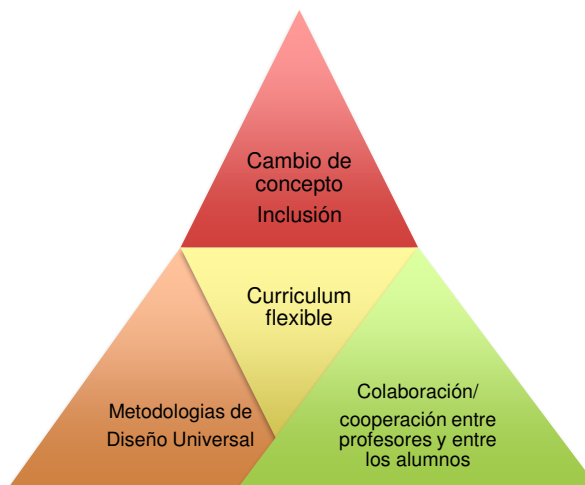 Cambio de
concepto
Inclusión
Curriculum
flexible
Metodologias de
Diseño Universal
Colaboración/
cooperación entre
profesores y entre
los alumnos